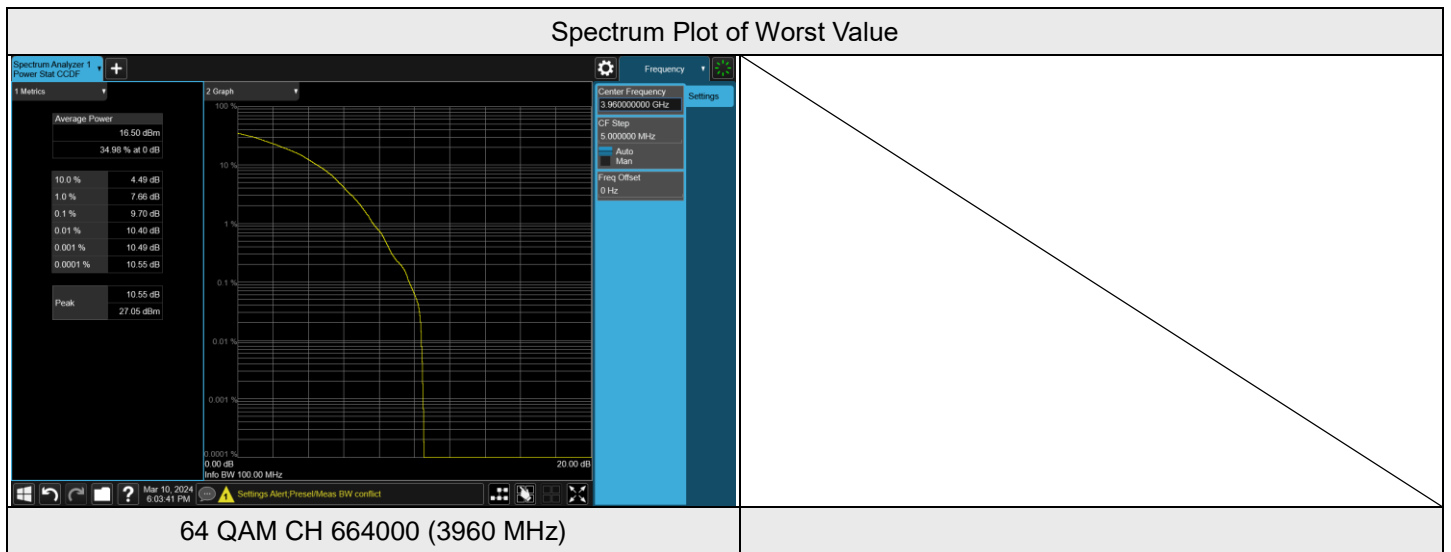 Spectrum Plot of Worst Value
Spectrum Analyzer 1
Power Stat CCDF
+
Frequency
1 Metrics
2 Graph
Average Power
16.50 dBm
34.98 % at 0 dB
10.0 % 4.49 dB
1.0 % 7.66 dB
0.1 % 9.70 dB
0.01 % 10.40 dB
0.001 % 10.49 dB
0.0001 % 10.55 dB
Peak
10.55 dB
27.05 dBm
100 %
10 %
1 %
0.1 %
0.01 %
0.001 %
0.0001 %
0.00 dB 20.00 dB
Info BW 100.00 MHz
Center Frequency
3.960000000 GHz
Settings
CF Step
5.000000 MHz
Auto
Man
Freq Offset
0 Hz
?
Mar 10, 2024
6:03:41 PM
Settings Alert;Presel/Meas BW conflict
64 QAM CH 664000 (3960 MHz)